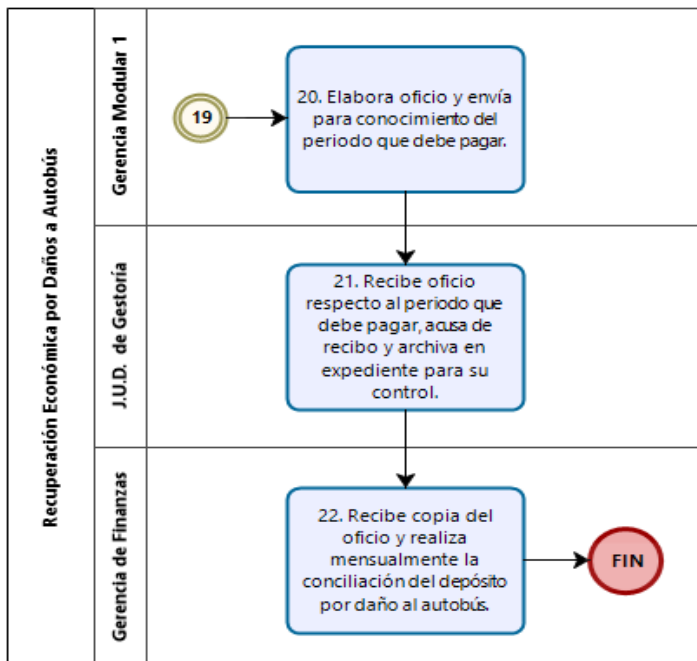 Recuperación Económica por Daños a Autobús
Gerencia Modular 1
19
20. Elabora oficio y envía
para conocimiento del
periodo que debe pagar.
J.U.D. de Gestoría
21. Recibe oficio
respecto al periodo que
debe pagar, acusa de
recibo y archiva en
expediente para su
control.
Gerencia de Finanzas
22. Recibe copia del
oficio y realiza
mensualmente la
conciliación del depósito
por daño al autobús.
FIN